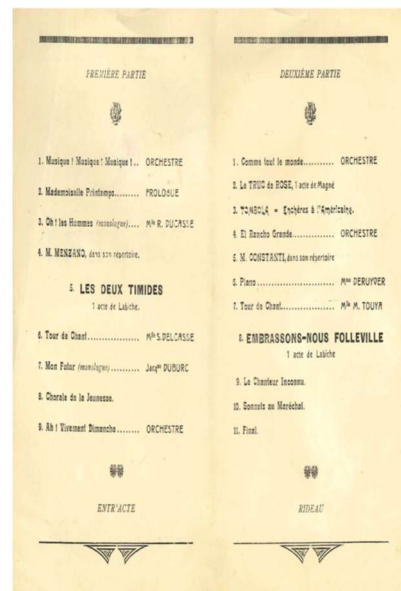 PREMIÈRE PARTIE
1. Musique ! Musique ! Musique ! .. ORCHESTRE
2. Mademoiselle Printemps......... PROLOGUE
3. Oh ! les Hommes (monologue).... Mlle R. DUCASSE
4. M. MENZANO, dans son répertoire.
5. LES DEUX TIMIDES
1 acte de Labiche.
6. Tour de Chant.............. Mlle S. DELCASSE
7. Mon Futur (monologue).......... Jacqes DUBURC
8. Chorale de la Jeunesse.
9. Ah ! Vivement Dimanche........ ORCHESTRE
ENTR'ACTE
DEUXIÈME PARTIE
1. Comme tout le monde........... ORCHESTRE
2. Le TRUC de ROSE, 1 acte de Magné
3. TOMBOLA = Enchères à l'Américaine.
4. El Rancho Grande.............. ORCHESTRE
5. M. CONSTANTI, dans son répertoire
6. Piano..................... Mme DERUYVER
7. Tour de Chant.............. Mlle M. TOUYA
8. EMBRASSONS-NOUS FOLLEVILLE
1 acte de Labiche
9. Le Chanteur Inconnu.
10. Sonnets au Maréchal.
11. Final.
RIDEAU